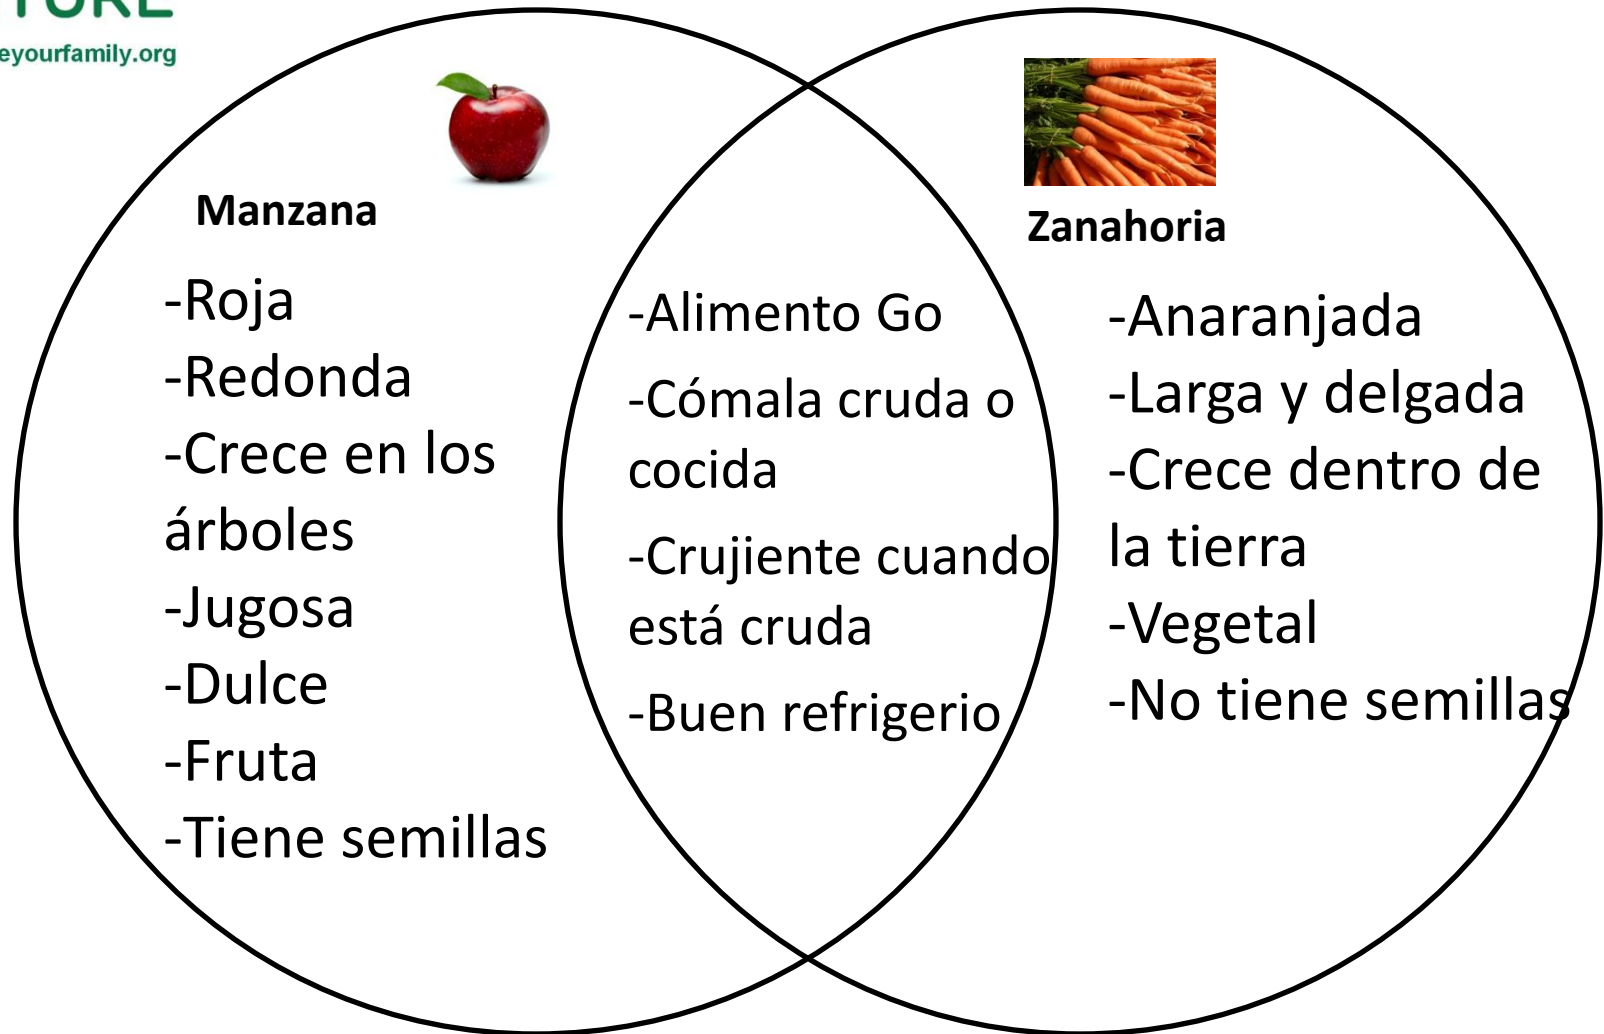 eyourfamily.org
Manzana
-Roja
-Redonda
-Crece en los
árboles
-Jugosa
-Dulce
-Fruta
-Tiene semillas
-Alimento Go
-Cómala cruda o
cocida
-Crujiente cuando
está cruda
-Buen refrigerio
Zanahoria
-Anaranjada
-Larga y delgada
-Crece dentro de
la tierra
-Vegetal
-No tiene semillas